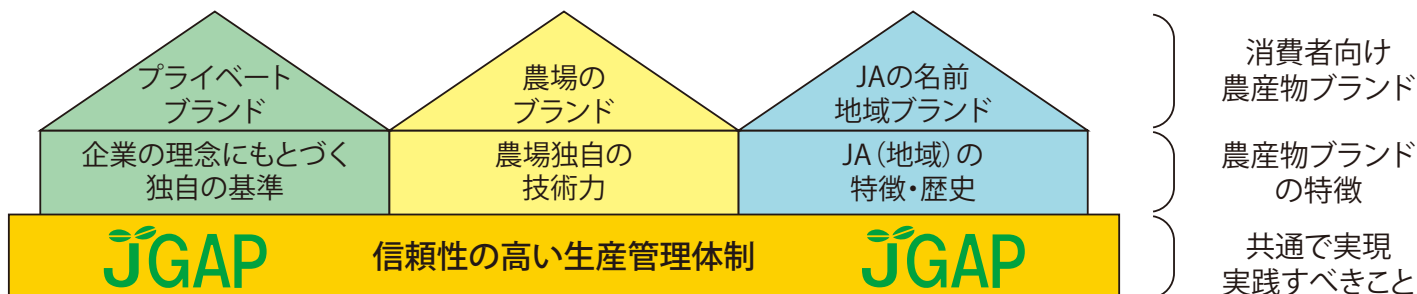 プライベート
ブランド
農場の
ブランド
JAの名前
地域ブランド
消費者向け
農産物ブランド
企業の理念にもとづく
独自の基準
農場独自の
技術力
JA（地域）の
特徴・歴史
農産物ブランド
の特徴
JGAP
信頼性の高い生産管理体制
JGAP
共通で実現
実践すべきこと